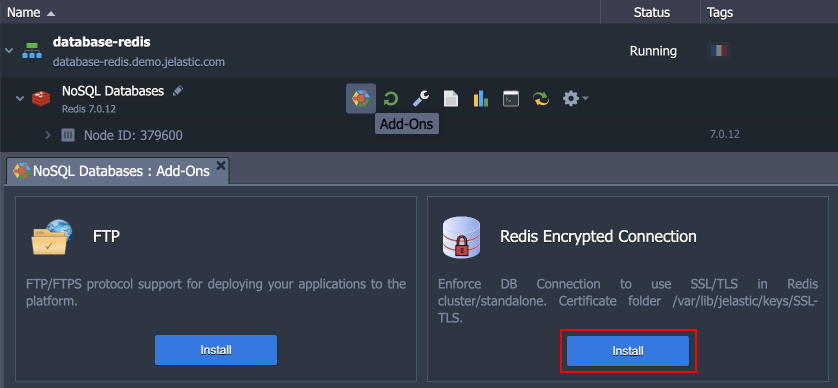 Name Status Tags
database-redis
database-redis.demo.jelastic.com
Running
NoSQL Databases
Redis 7.0.12
Add-Ons
Node ID: 379600
7.0.12
NoSQL Databases : Add-Ons
FTP
FTP/FTPS protocol support for deploying your applications to the
platform.
Install
Redis Encrypted Connection
Enforce DB Connection to use SSL/TLS in Redis
cluster/standalone. Certificate folder /var/lib/jelastic/keys/SSL-
TLS.
Install